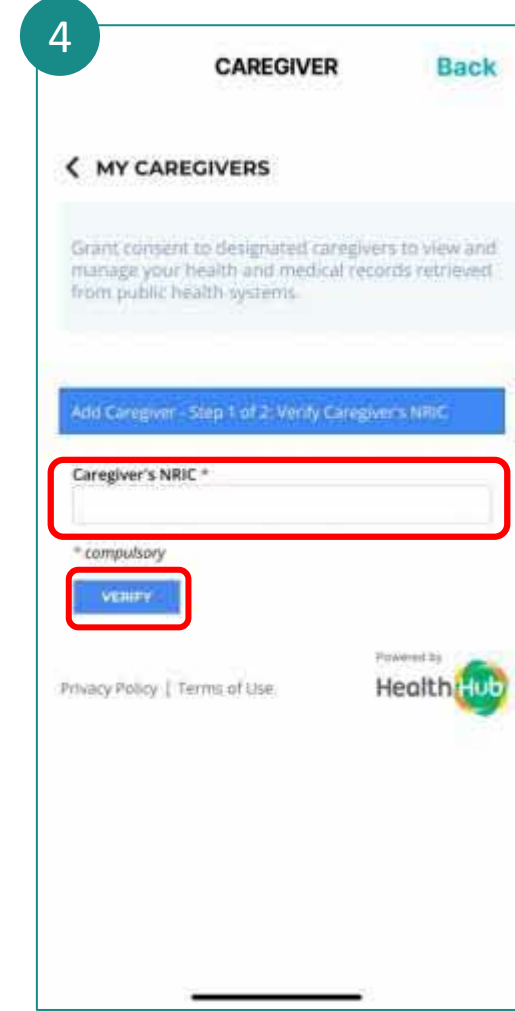 4
CAREGIVER Back
MY CAREGIVERS
Grant consent to designated caregivers to view and
manage your health and medical records retrieved
from public health systems.
Add Caregiver - Step 1 of 2: Verify Caregiver's NRIC
Caregiver's NRIC *
* compulsory
VERIFY
Powered by
Privacy Policy | Terms of Use
HealthHub